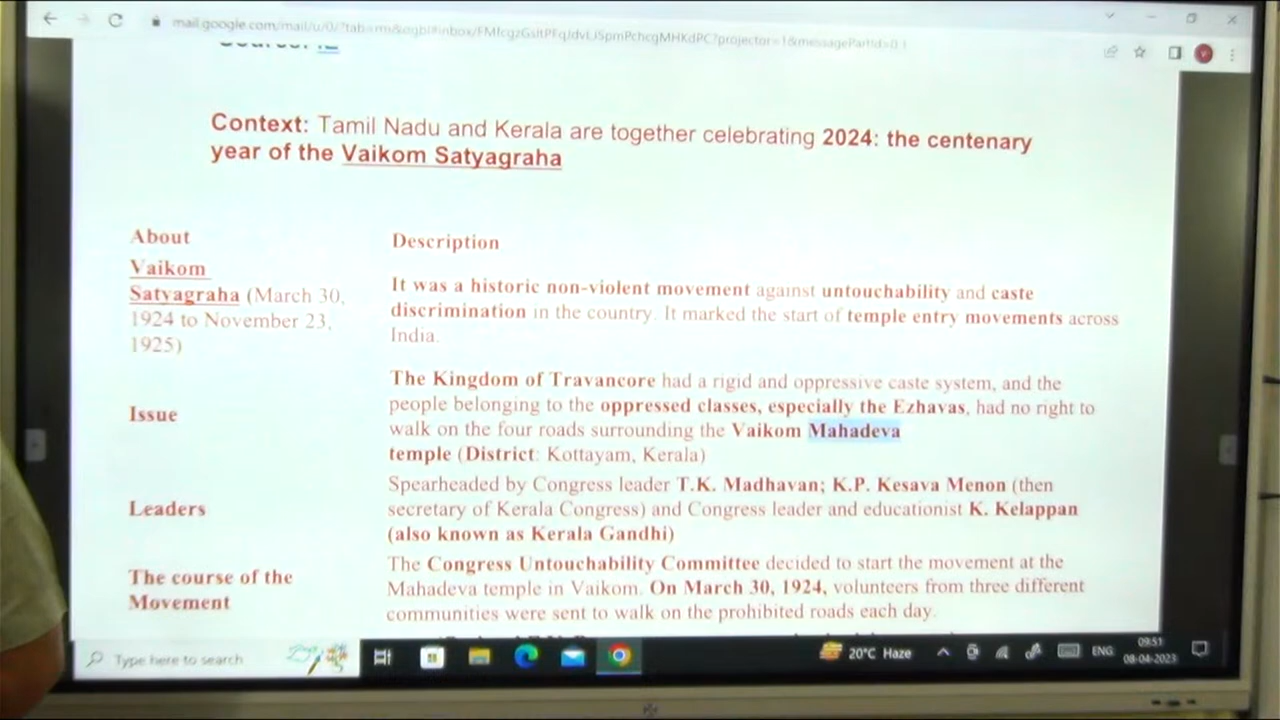 Context: Tamil Nadu and Kerala are together celebrating 2024: the centenary
year of the Vaikom Satyagraha
About
Description
Vaikom
Satyagraha (March 30,
1924 to November 23,
1925)
It was a historic non-violent movement against untouchability and caste
discrimination in the country. It marked the start of temple entry movements across
India.
Issue
The Kingdom of Travancore had a rigid and oppressive caste system, and the
people belonging to the oppressed classes, especially the Ezhavas, had no right to
walk on the four roads surrounding the Vaikom Mahadeva
temple (District: Kottayam, Kerala)
Leaders
Spearheaded by Congress leader T.K. Madhavan; K.P. Kesava Menon (then
secretary of Kerala Congress) and Congress leader and educationist K. Kelappan
(also known as Kerala Gandhi)
The course of the
Movement
The Congress Untouchability Committee decided to start the movement at the
Mahadeva temple in Vaikom. On March 30, 1924, volunteers from three different
communities were sent to walk on the prohibited roads each day.
Type here to search
20°C Haze
ENG
09:51
08-04-2023